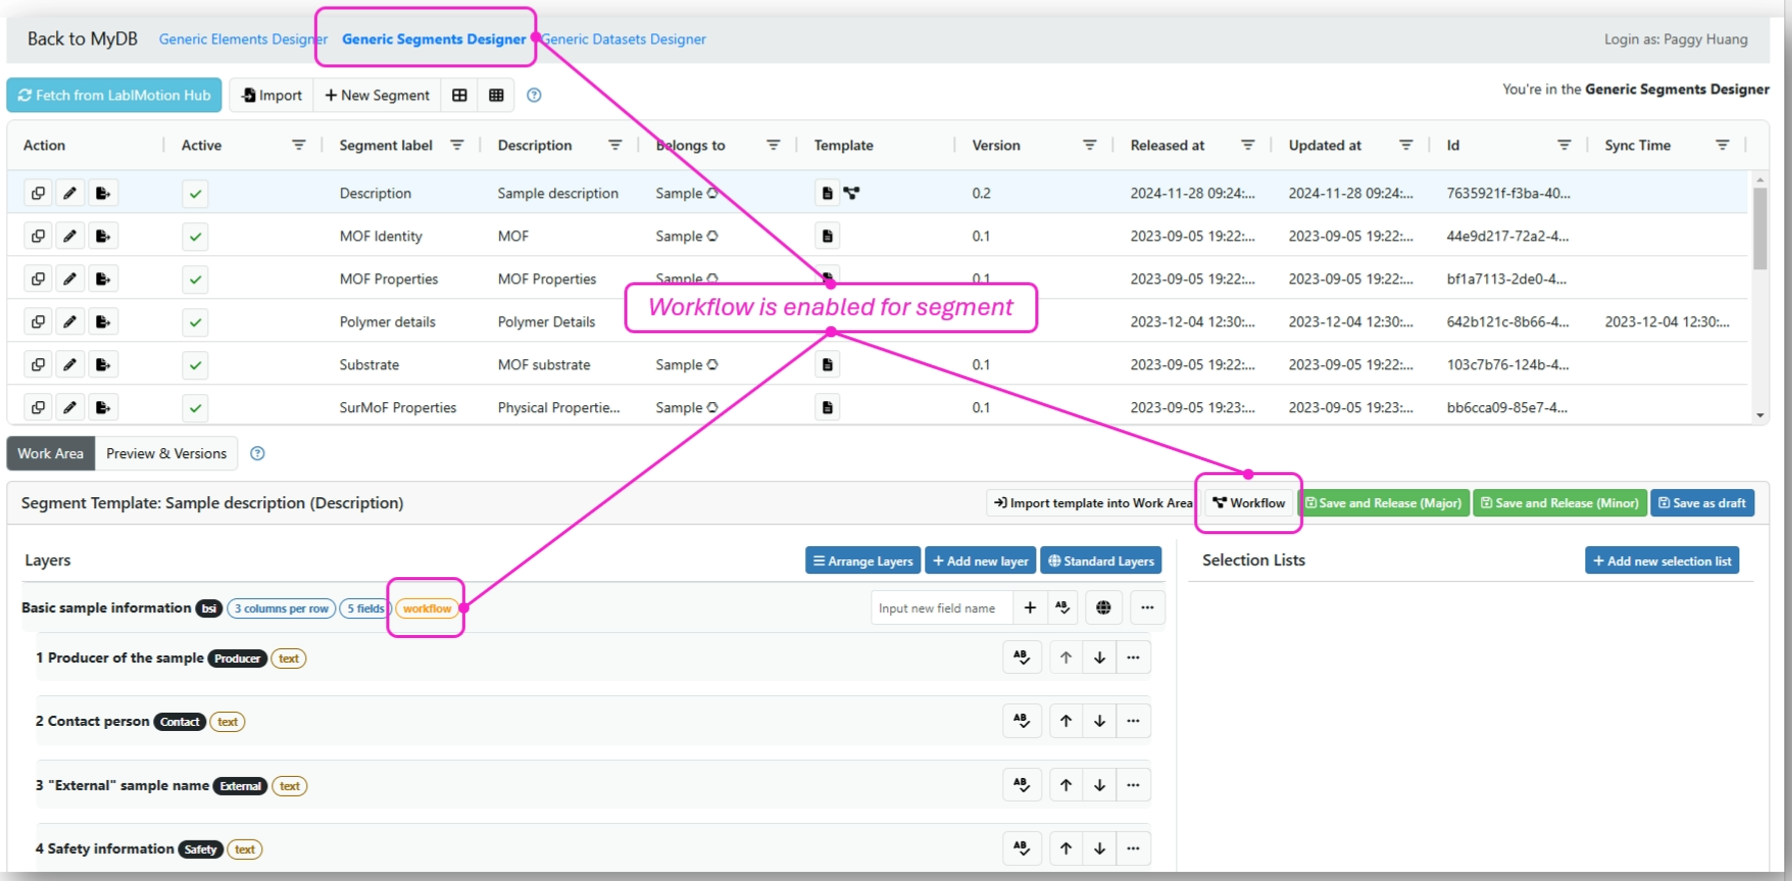 Back to MyDB Generic Elements Designer Generic Segments Designer Generic Datasets Designer Login as: Paggy Huang
Fetch from LabIMotion Hub Import + New Segment You're in the Generic Segments Designer
Action Active Segment label Description Belongs to Template Version Released at Updated at Id Sync Time
Description Sample description Sample 0.2 2024-11-28 09:24:... 2024-11-28 09:24:... 7635921f-f3ba-40...
MOF Identity MOF Sample 0.1 2023-09-05 19:22:... 2023-09-05 19:22:... 44e9d217-72a2-4...
MOF Properties MOF Properties Sample 0.1 2023-09-05 19:22:... 2023-09-05 19:22:... bf1a7113-2de0-4...
Workflow is enabled for segment
Polymer details Polymer Details 2023-12-04 12:30:... 2023-12-04 12:30:... 642b121c-8b66-4... 2023-12-04 12:30:...
Substrate MOF substrate Sample 0.1 2023-09-05 19:22:... 2023-09-05 19:22:... 103c7b76-124b-4...
SurMoF Properties Physical Propertie... Sample 0.1 2023-09-05 19:23:... 2023-09-05 19:23:... bb6cca09-85e7-4...
Work Area Preview & Versions
Segment Template: Sample description (Description) Import template into Work Area Workflow Save and Release (Major) Save and Release (Minor) Save as draft
Layers Arrange Layers + Add new layer Standard Layers Selection Lists + Add new selection list
Basic sample information bsi 3 columns per row 5 fields workflow Input new field name + AB ...
1 Producer of the sample Producer text AB ...
2 Contact person Contact text AB ...
3 "External" sample name External text AB ...
4 Safety information Safety text AB ...